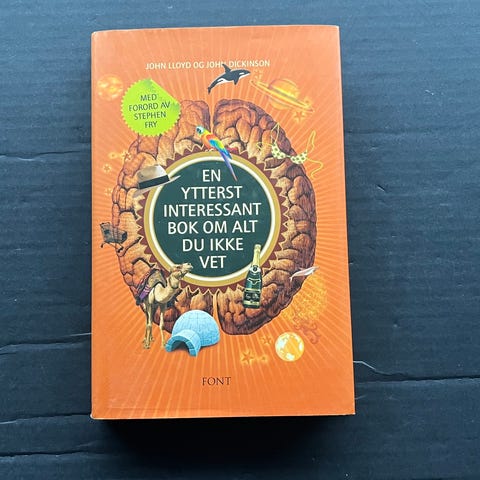 JOHN LLOYD OG JOHN DICKINSON
MED
FORORD AV
STEPHEN
FRY
EN
YTTERST
INTERESSANT
BOK OM ALT
DU IKKE
VET
FONT